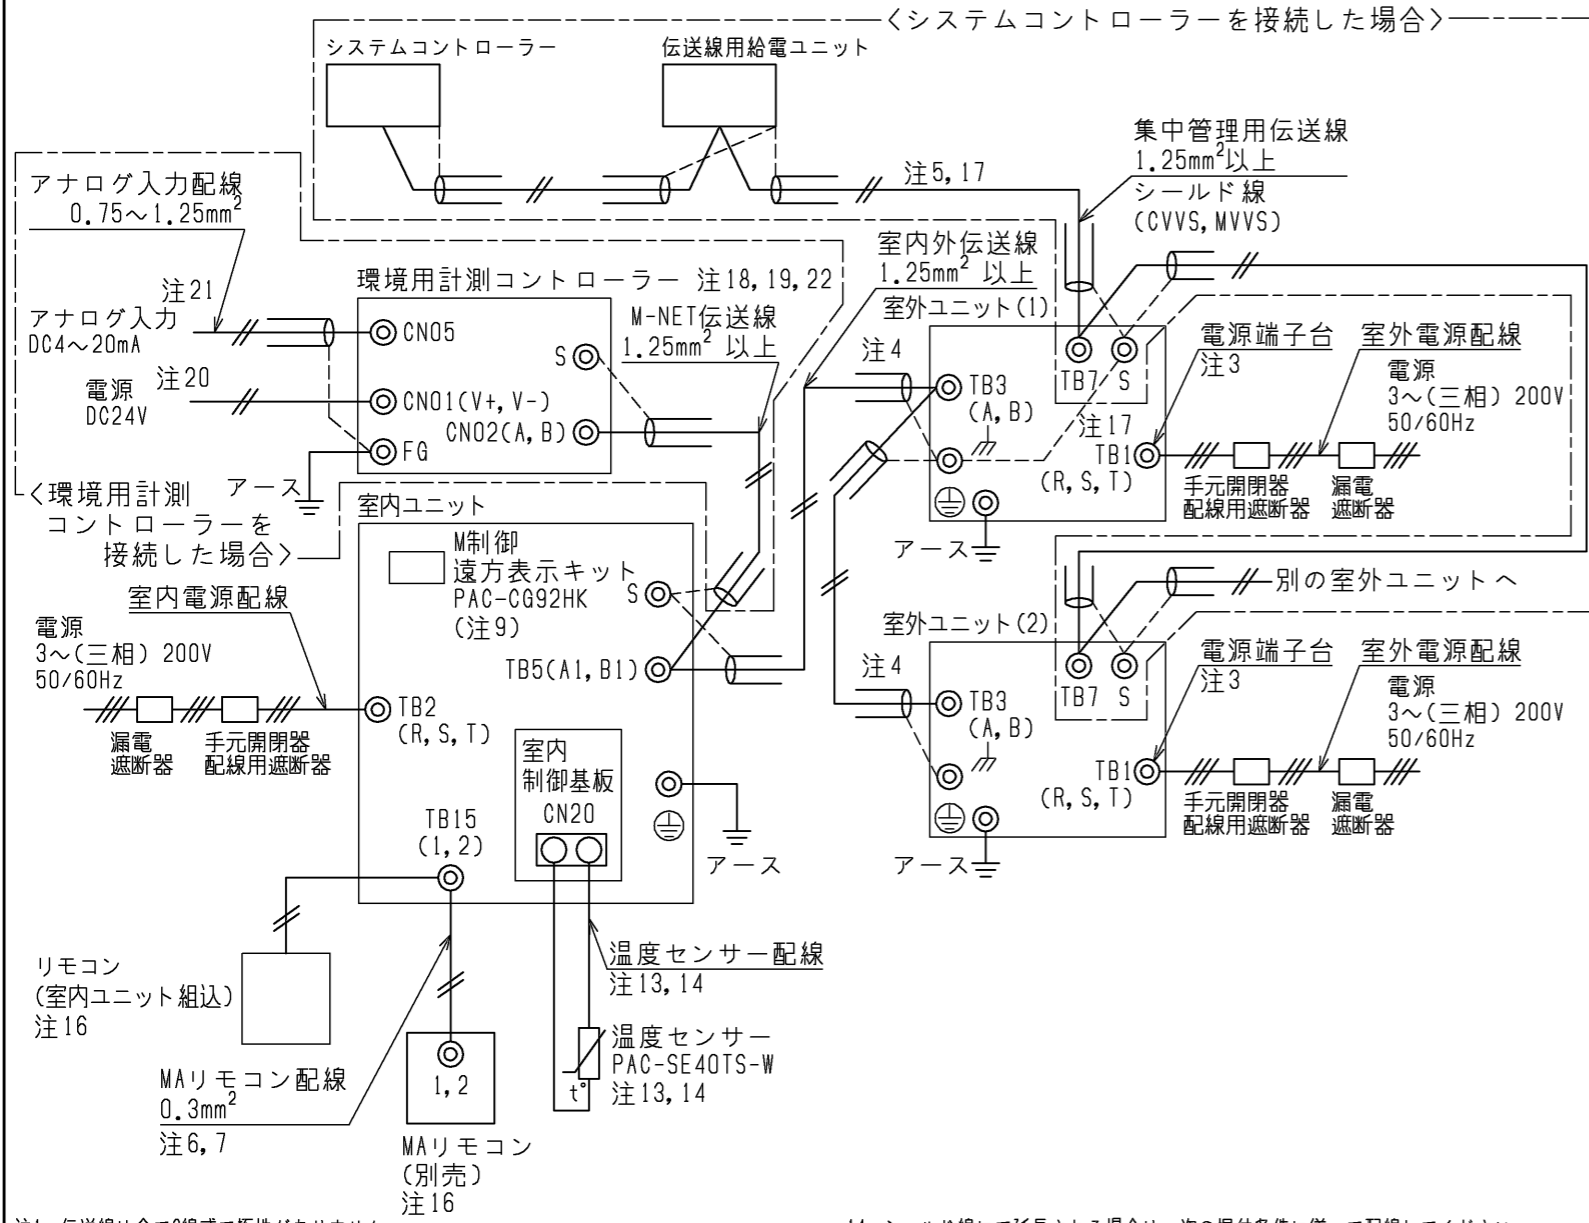 〈システムコントローラーを接続した場合〉
システムコントローラー
伝送線用給電ユニット
集中管理用伝送線
1.25mm²以上
シールド線
(CVVS,MVVS)
注5,17
アナログ入力配線
0.75～1.25mm²
室内外伝送線
1.25mm² 以上
環境用計測コントローラー 注18,19,22
注21
アナログ入力
DC4～20mA
CN05
S
M-NET伝送線
1.25mm² 以上
注20
電源
DC24V
CN01(V+,V-)
CN02(A,B)
FG
アース
〈環境用計測
コントローラーを
接続した場合〉
室外ユニット(1)
注4
TB3
(A,B)
TB7
S
注17
TB1
(R,S,T)
電源端子台
注3
室外電源配線
電源
3～(三相) 200V
50/60Hz
手元開閉器
配線用遮断器
漏電
遮断器
アース
室内ユニット
M制御
遠方表示キット
PAC-CG92HK
(注9)
S
TB5(A1,B1)
室内電源配線
電源
3～(三相) 200V
50/60Hz
漏電
遮断器
手元開閉器
配線用遮断器
TB2
(R,S,T)
室内
制御基板
CN20
TB15
(1,2)
アース
別の室外ユニットへ
室外ユニット(2)
注4
TB3
(A,B)
TB7
S
TB1
(R,S,T)
電源端子台
注3
室外電源配線
電源
3～(三相) 200V
50/60Hz
手元開閉器
配線用遮断器
漏電
遮断器
アース
リモコン
(室内ユニット組込)
注16
MAリモコン配線
0.3mm²
注6,7
1,2
MAリモコン
(別売)
注16
温度センサー配線
注13,14
温度センサー
PAC-SE40TS-W
注13,14
t°